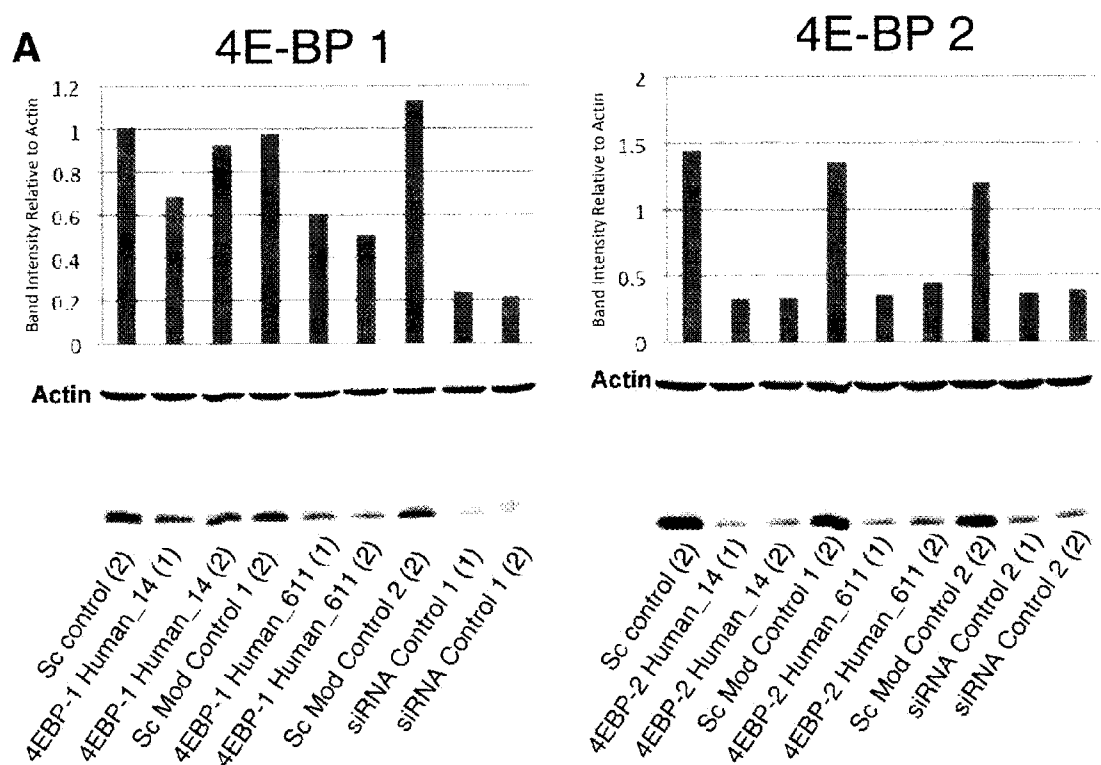 A
4E-BP 1
Band Intensity Relative to Actin
1.2
1
0.8
0.6
0.4
0.2
0
Actin
Sc control (2)
4EBP-1 Human_14 (1)
4EBP-1 Human_14 (2)
Sc Mod Control 1 (2)
4EBP-1 Human_611 (1)
4EBP-1 Human_611 (2)
Sc Mod Control 2 (2)
siRNA Control 1 (1)
siRNA Control 1 (2)
4E-BP 2
Band Intensity Relative to Actin
2
1.5
1
0.5
0
Actin
Sc control (2)
4EBP-2 Human_14 (1)
4EBP-2 Human_14 (2)
Sc Mod Control 1 (2)
4EBP-2 Human_611 (1)
4EBP-2 Human_611 (2)
Sc Mod Control 2 (2)
siRNA Control 2 (1)
siRNA Control 2 (2)